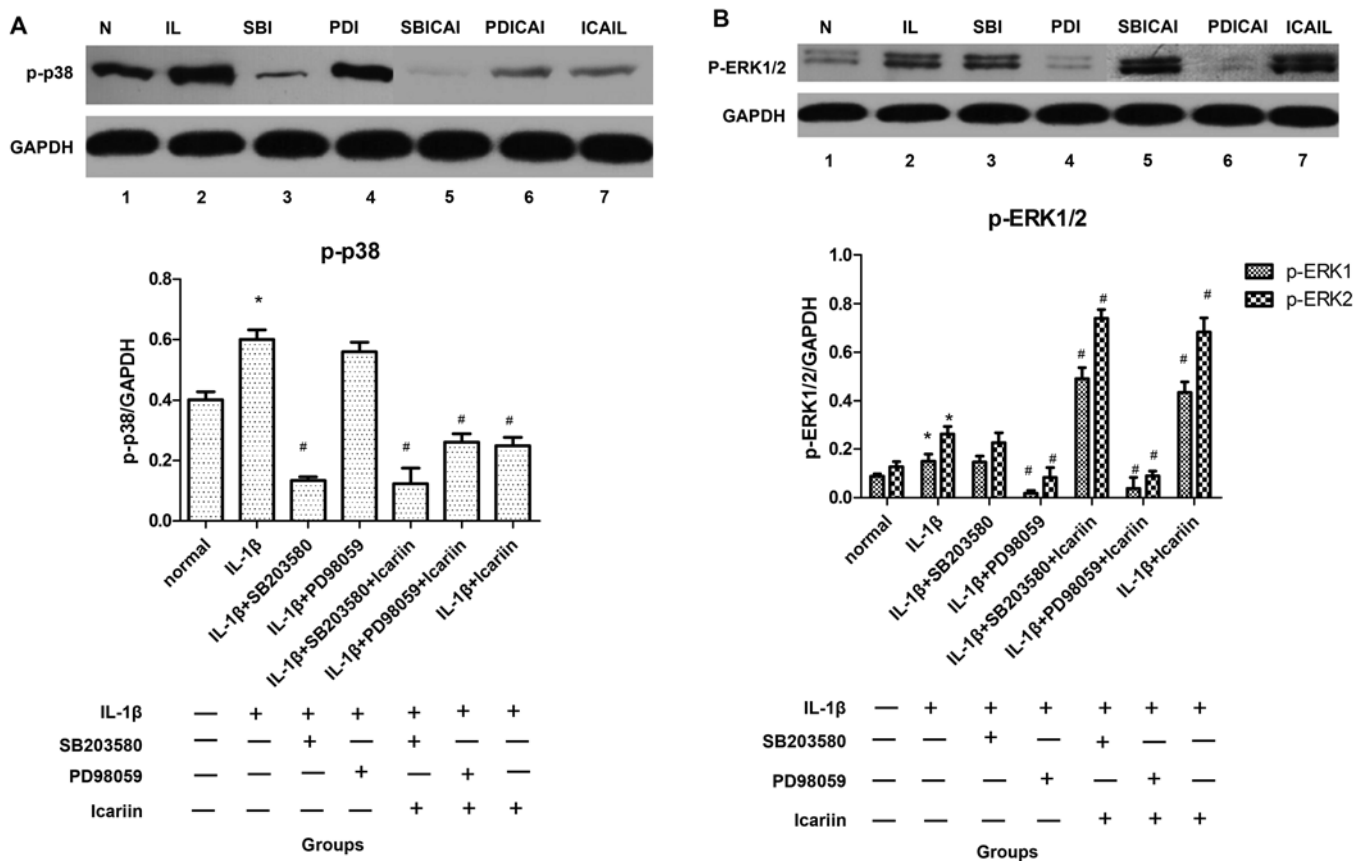 A
N IL SBI PDI SBICAI PDICAI ICAIL
p-p38
GAPDH
1 2 3 4 5 6 7
p-p38
p-p38/GAPDH
0.8
0.6
0.4
0.2
0.0
*
#
#
#
#
normal
IL-1β
IL-1β+SB203580
IL-1β+PD98059
IL-1β+SB203580+Icariin
IL-1β+PD98059+Icariin
IL-1β+Icariin
IL-1β — + + + + + +
SB203580 — — + — + — —
PD98059 — — — + — + —
Icariin — — — — + + +
Groups
B
N IL SBI PDI SBICAI PDICAI ICAIL
P-ERK1/2
GAPDH
1 2 3 4 5 6 7
p-ERK1/2
p-ERK1/2/GAPDH
1.0
0.8
0.6
0.4
0.2
0.0
* *
# #
# #
# #
# #
p-ERK1
p-ERK2
normal
IL-1β
IL-1β+SB203580
IL-1β+PD98059
IL-1β+SB203580+Icariin
IL-1β+PD98059+Icariin
IL-1β+Icariin
IL-1β — + + + + + +
SB203580 — — + — + — —
PD98059 — — — + — + —
Icariin — — — — + + +
Groups